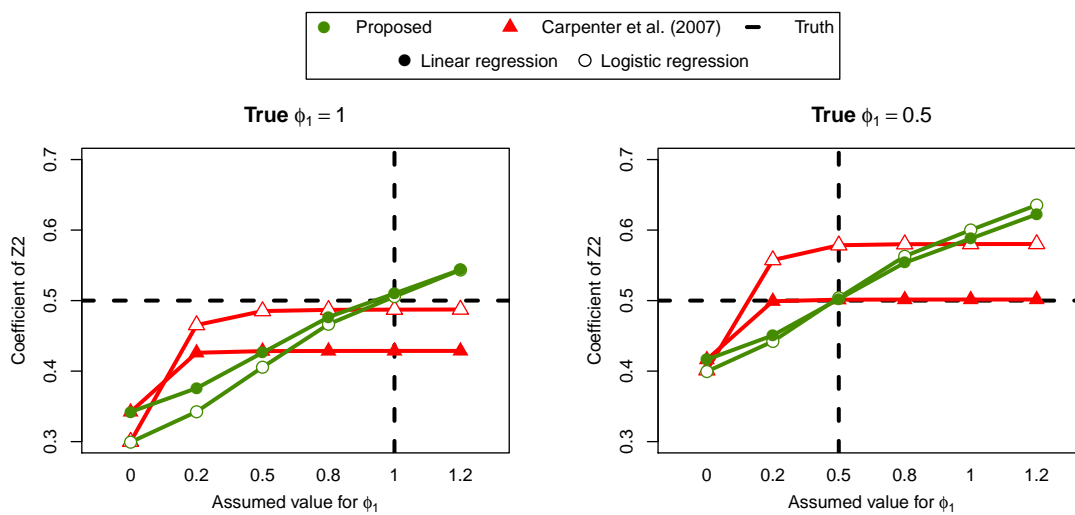 Proposed Carpenter et al. (2007) Truth
Linear regression Logistic regression
True ϕ₁ = 1
Coefficient of Z2
0.7
0.6
0.5
0.4
0.3
0 0.2 0.5 0.8 1 1.2
Assumed value for ϕ₁
True ϕ₁ = 0.5
Coefficient of Z2
0.7
0.6
0.5
0.4
0.3
0 0.2 0.5 0.8 1 1.2
Assumed value for ϕ₁